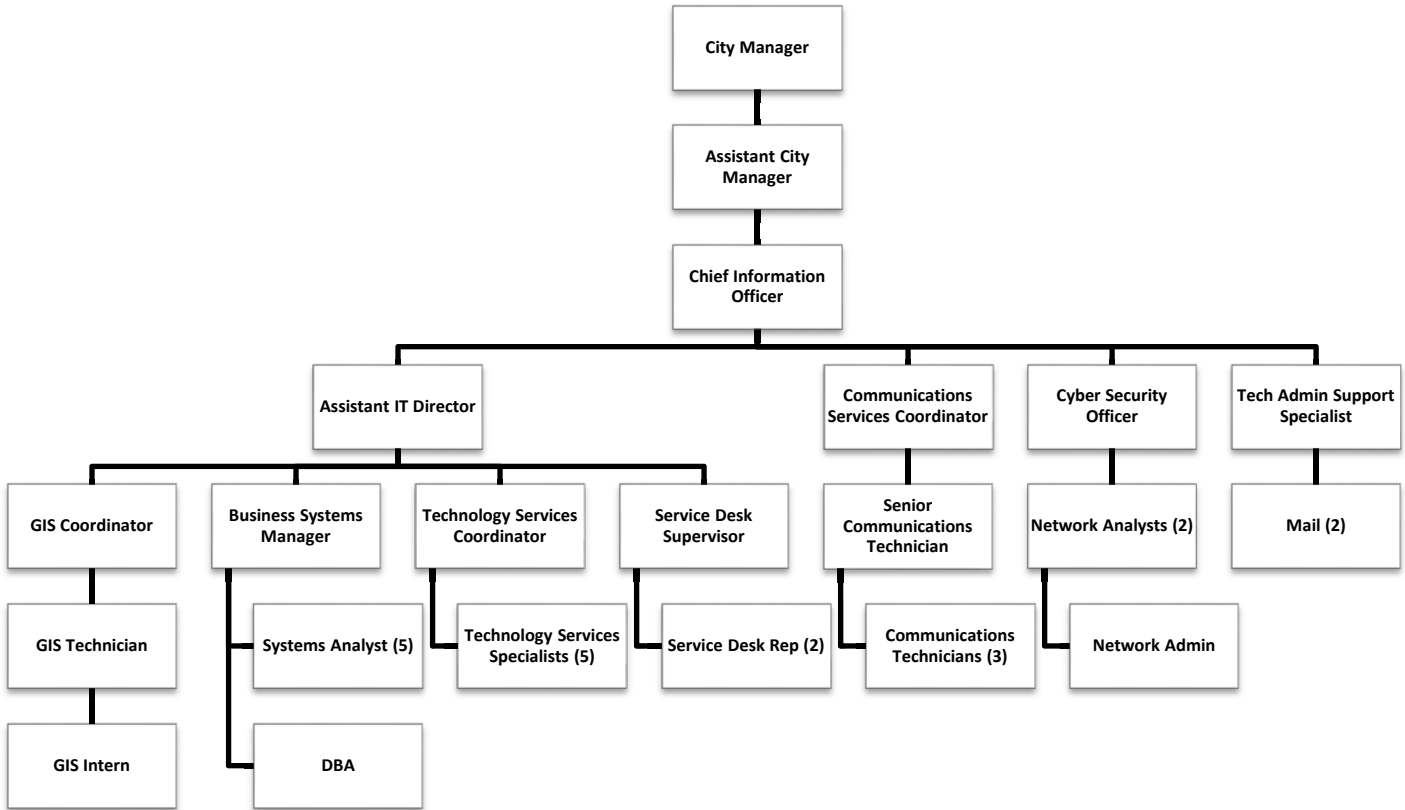 City Manager
Assistant City
Manager
Chief Information
Officer
Assistant IT Director
Communications
Services Coordinator
Cyber Security
Officer
Tech Admin Support
Specialist
GIS Coordinator
Business Systems
Manager
Technology Services
Coordinator
Service Desk
Supervisor
Senior
Communications
Technician
Network Analysts (2)
Mail (2)
GIS Technician
Systems Analyst (5)
Technology Services
Specialists (5)
Service Desk Rep (2)
Communications
Technicians (3)
Network Admin
GIS Intern
DBA